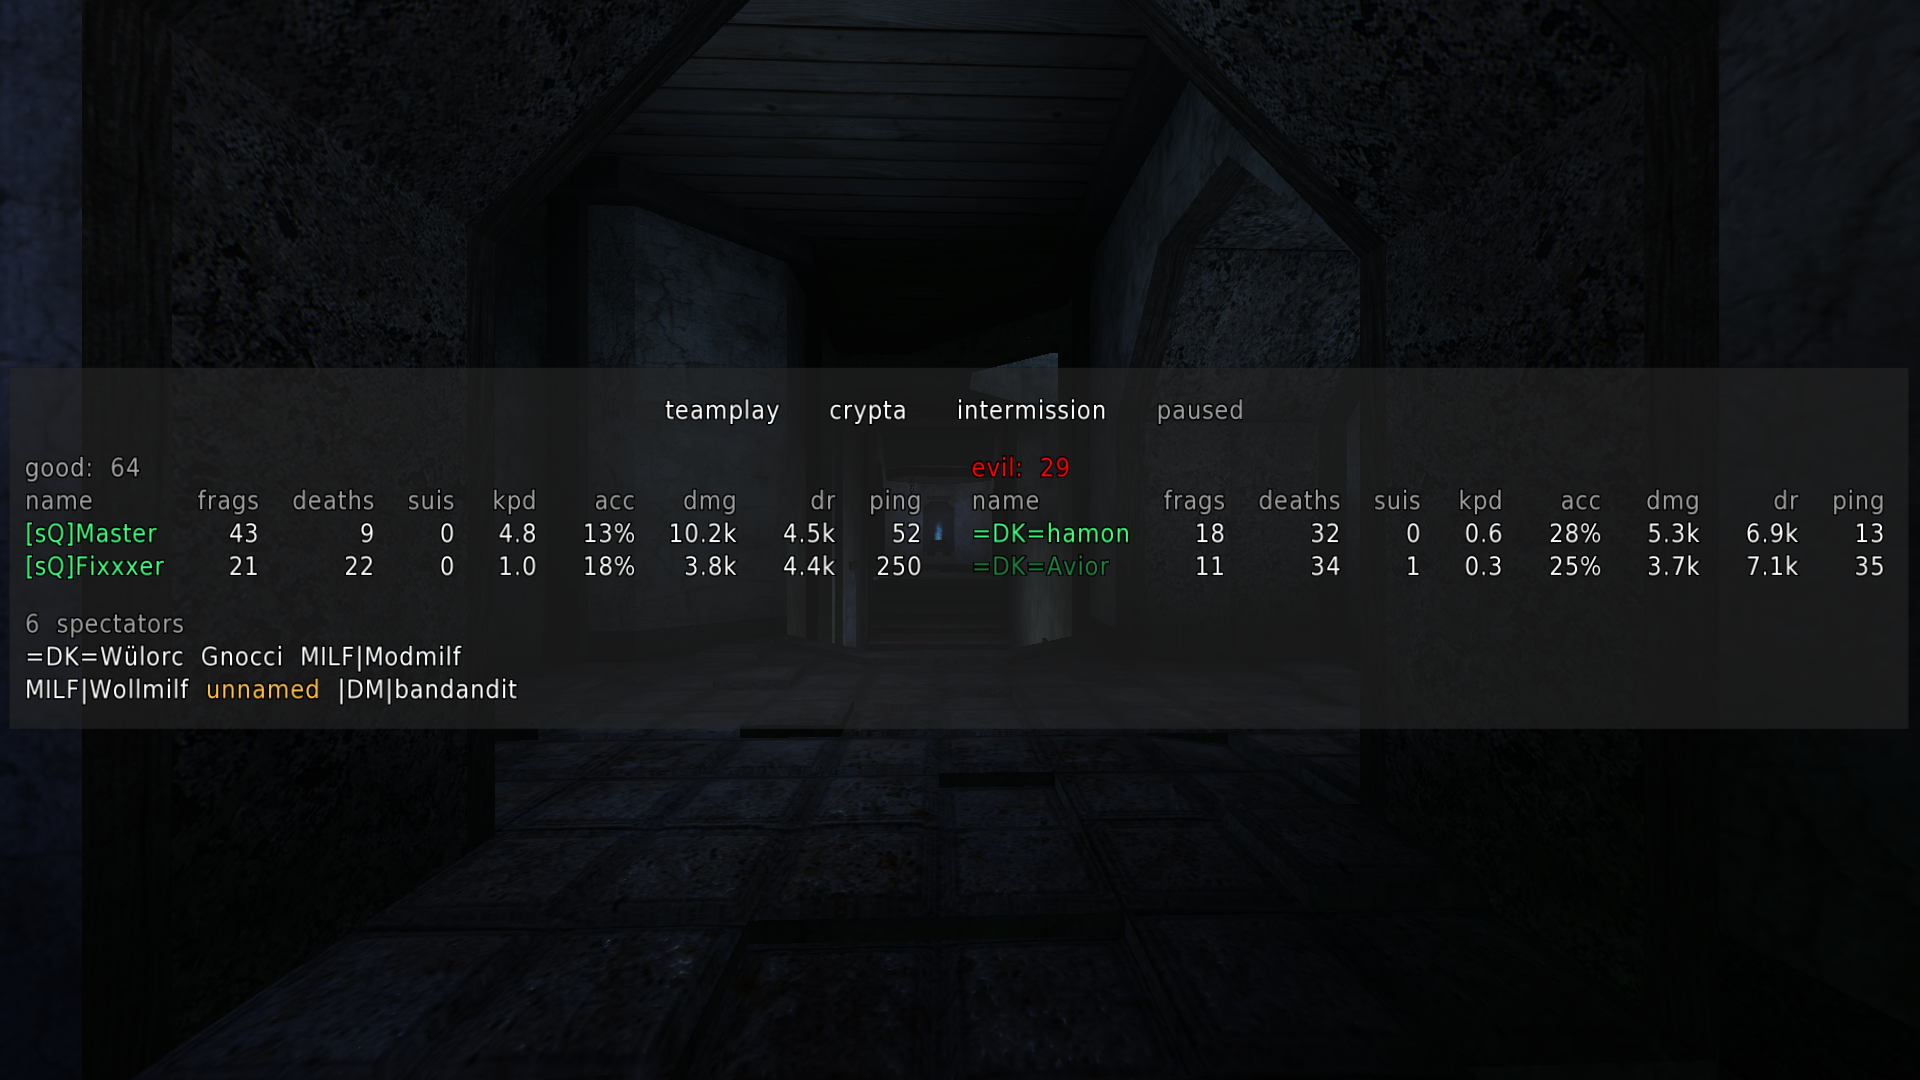 teamplay crypta intermission paused
good: 64
name frags deaths suis kpd acc dmg dr ping
[sQ]Master 43 9 0 4.8 13% 10.2k 4.5k 52
[sQ]Fixxxer 21 22 0 1.0 18% 3.8k 4.4k 250
evil: 29
name frags deaths suis kpd acc dmg dr ping
=DK=hamon 18 32 0 0.6 28% 5.3k 6.9k 13
=DK=Avior 11 34 1 0.3 25% 3.7k 7.1k 35
6 spectators
=DK=Wülorc Gnocci MILF|Modmilf
MILF|Wollmilf unnamed |DM|bandandit